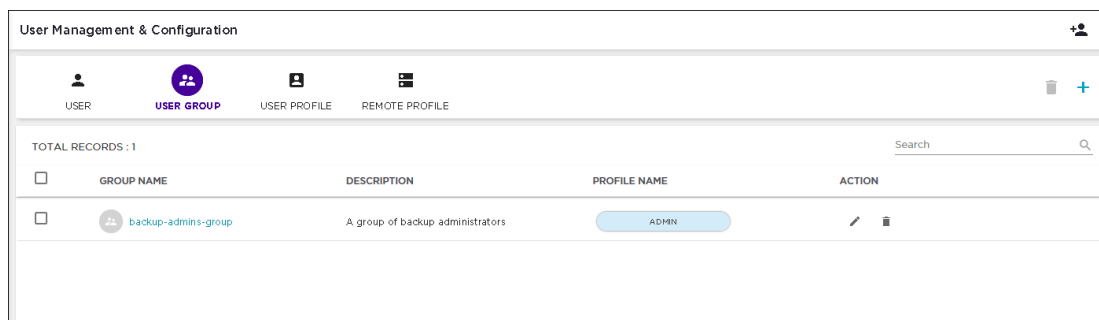 User Management & Configuration
USER
USER GROUP
USER PROFILE
REMOTE PROFILE
TOTAL RECORDS : 1
Search
GROUP NAME DESCRIPTION PROFILE NAME ACTION
backup-admins-group A group of backup administrators ADMIN